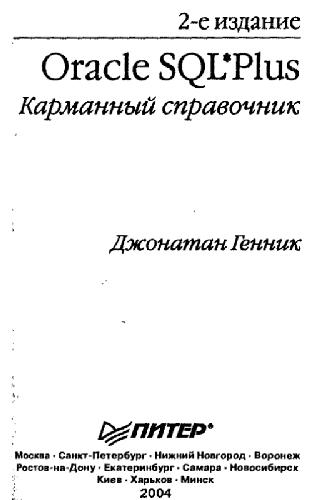 2-е издание
Oracle SQL*Plus
Карманный справочник
Джонатан Генник
ПИТЕР®
Москва · Санкт-Петербург · Нижний Новгород · Воронеж
Ростов-на-Дону · Екатеринбург · Самара · Новосибирск
Киев · Харьков · Минск
2004